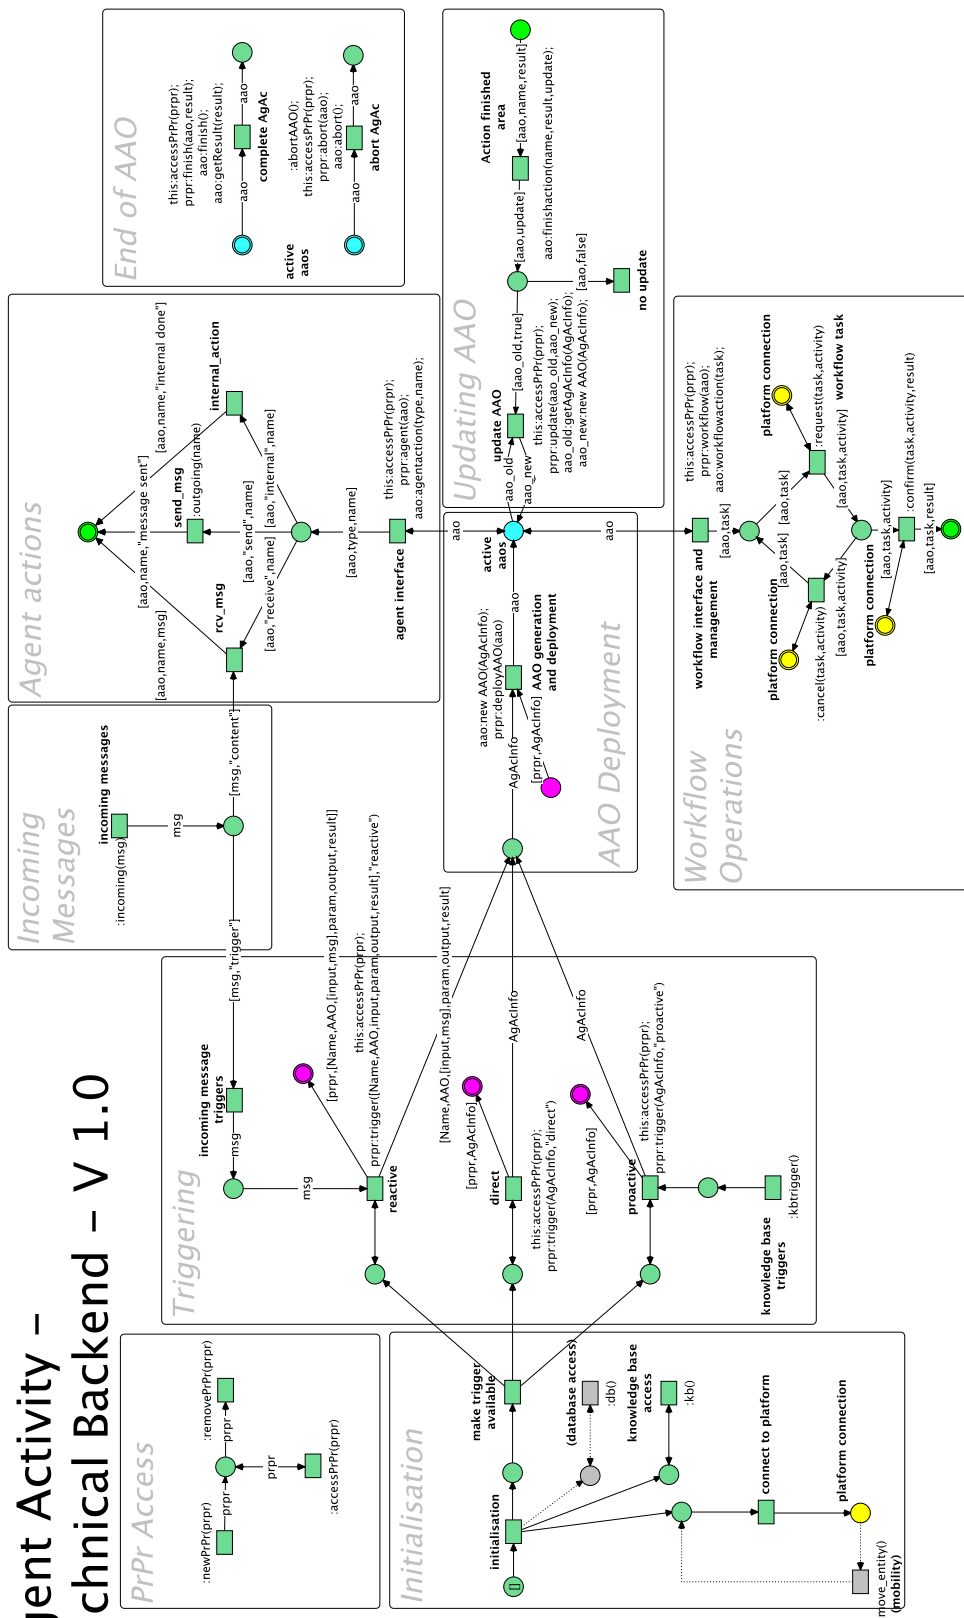 gent Activity –
chnical Backend – V 1.0
PrPr Access
:newPrPr(prpr)
prpr
prpr
:removePrPr(prpr)
prpr
:accessPrPr(prpr)
Initialisation
[]
initialisation
make trigger
available
(database access)
:db()
knowledge base
access
:kb()
connect to platform
platform connection
move_entity()
(mobility)
Triggering
incoming message
triggers
[msg,"trigger"]
msg
msg
reactive
[prpr,[Name,AAO,[input,msg],param,output,result]]
this:accessPrPr(prpr);
prpr:trigger([Name,AAO,input,param,output,result],"reactive")
[Name,AAO,[input,msg],param,output,result]
[prpr,AgAcInfo]
direct
AgAcInfo
this:accessPrPr(prpr);
prpr:trigger(AgAcInfo,"direct")
[prpr,AgAcInfo]
AgAcInfo
proactive
this:accessPrPr(prpr);
prpr:trigger(AgAcInfo,"proactive")
knowledge base
triggers
:kbtrigger()
Incoming
Messages
incoming messages
:incoming(msg)
msg
[msg,"content"]
Agent actions
[aao,name,msg]
rcv_msg
[aao,name,"message sent"]
send_msg
:outgoing(name)
[aao,name,"internal done"]
internal_action
[aao,"receive",name]
[aao,"send",name]
[aao,"internal",name]
[aao,type,name]
agent interface
this:accessPrPr(prpr);
prpr:agent(aao);
aao:agentaction(type,name);
aao
End of AAO
this:accessPrPr(prpr);
prpr:finish(aao,result);
aao:finish();
aao:getResult(result);
aao
aao
complete AgAc
:abortAAO();
this:accessPrPr(prpr);
prpr:abort(aao);
aao:abort();
aao
aao
abort AgAc
active
aaos
AAO Deployment
aao:new AAO(AgAcInfo);
prpr:deployAAO(aao)
AgAcInfo
aao
[prpr,AgAcInfo]
AAO generation
and deployment
active
aaos
Updating AAO
update AAO
aao_old
aao_new
[aao_old,true]
this:accessPrPr(prpr);
prpr:update(aao_old,aao_new);
aao_old:getAgAcInfo(AgAcInfo);
aao_new:new AAO(AgAcInfo);
Action finished
area
[aao,name,result]
[aao,update]
aao:finishaction(name,result,update);
[aao,false]
no update
Workflow
Operations
aao
workflow interface and
management
this:accessPrPr(prpr);
prpr:workflow(aao);
aao:workflowaction(task);
[aao,task]
[aao,task]
[aao,task]
platform connection
:request(task,activity)
workflow task
platform connection
:cancel(task,activity)
[aao,task,activity]
[aao,task,activity]
platform connection
[aao,task,activity]
:confirm(task,activity,result)
[aao,task,result]